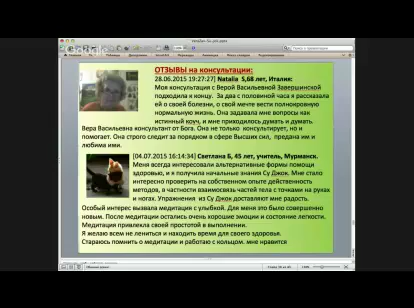 ОТЗЫВЫ на консультации:
28.06.2015 19:27:27] Natalia 5,68 лет, Италия:
Моя консультация с Верой Васильевной Завершинской
подходила к концу. За два с половиной часа я рассказала
ей о своей болезни, о свой мечте вести полнокровную
нормальную жизнь. Она задавала мне вопросы как
истинный коуч, и мне приходилось думать и думать.
Вера Васильевна консультант от Бога. Она не только консультирует, но и
помогает. Она строго следит за порядком в сфере Высших сил, предана им и
любима ими.
[04.07.2015 16:14:34] Светлана Б, 45 лет, учитель, Мурманск.
Меня всегда интересовали альтернативные формы помощи
здоровью, и я получила начальные знания Су Джок. Мне стало
интересно проверить на собственном опыте действенность
методов, в частности взаимосвязь частей тела с точками на руках
и ногах. Упражнения из Су Джок доставляют мне радость.
Особый интерес вызвала медитация с улыбкой. Для меня это было совершенно
новым. После медитации остались очень хорошие эмоции и состояние легкости.
Медитация привлекла своей простотой в выполнении.
Я желаю всем не лениться и находить время для своего здоровья.
Стараюсь помнить о медитации и работаю с кольцом. мне нравится